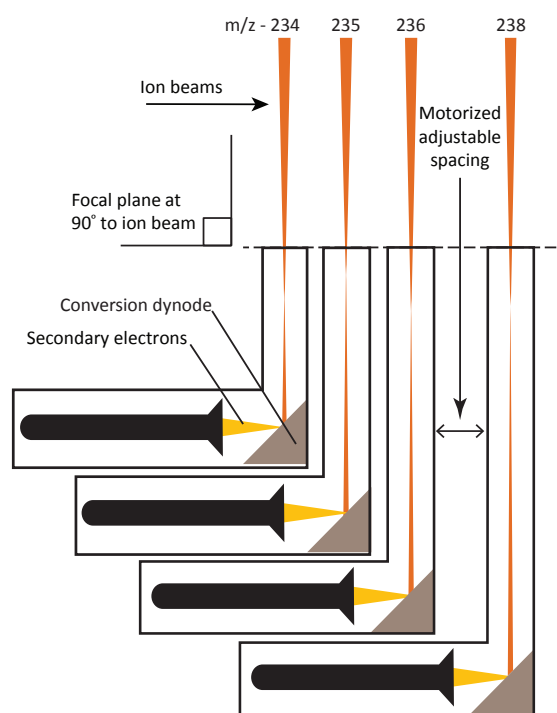 m/z - 234 235 236 238
Ion beams
Motorized
adjustable
spacing
Focal plane at
90° to ion beam
Conversion dynode
Secondary electrons